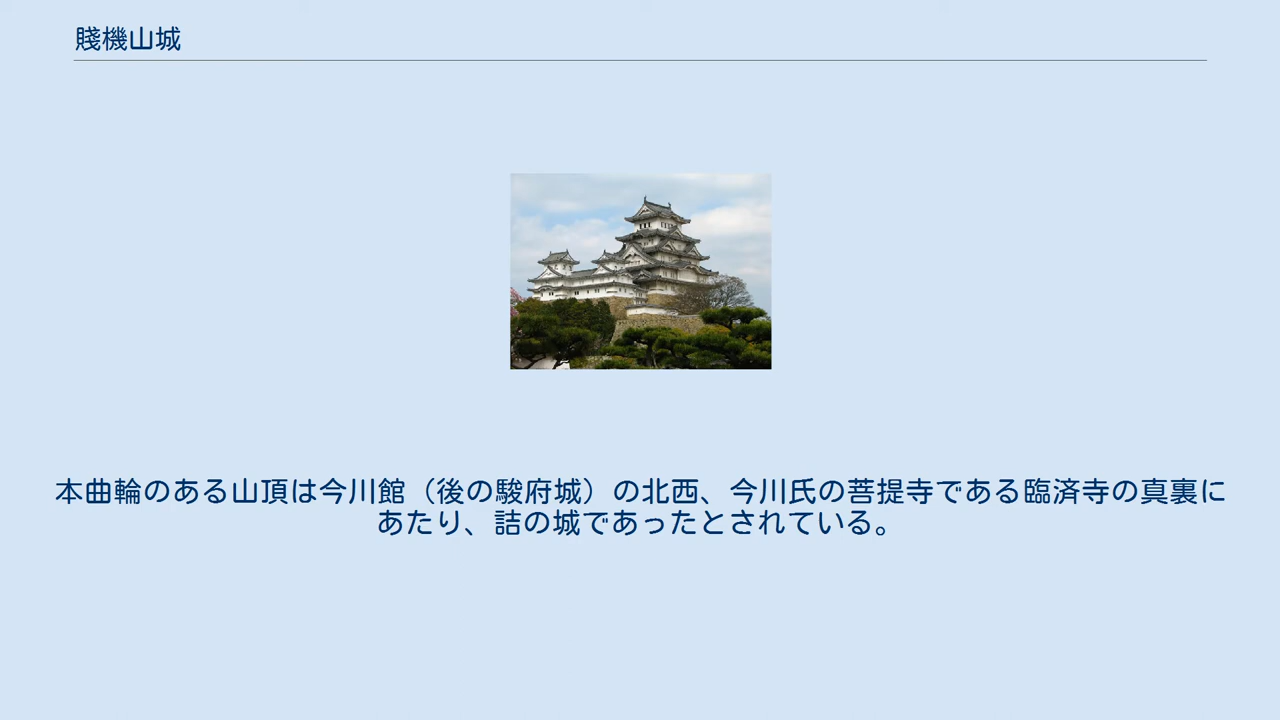 賤機山城
本曲輪のある山頂は今川館（後の駿府城）の北西、今川氏の菩提寺である臨済寺の真裏に
あたり、詰の城であったとされている。